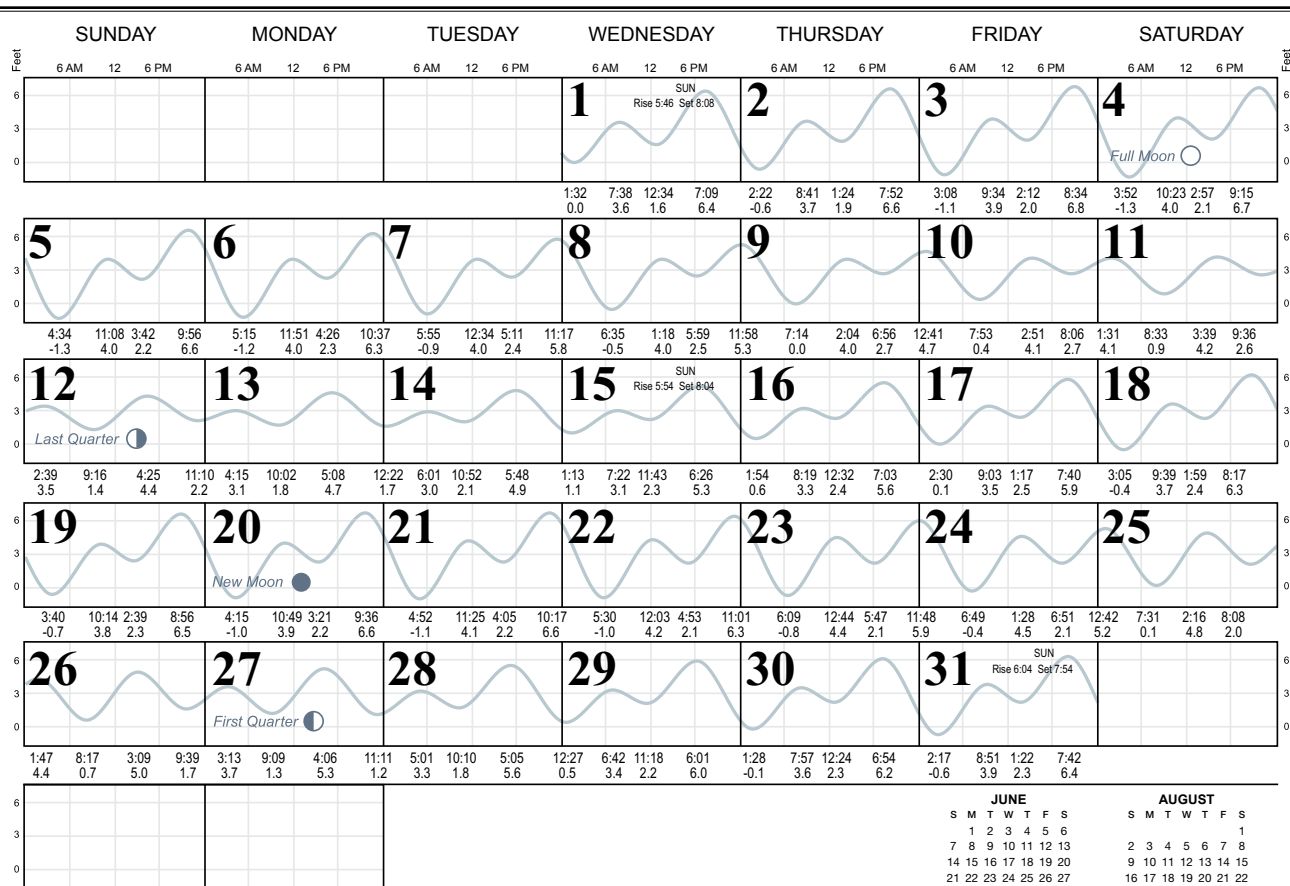 SUNDAY MONDAY TUESDAY WEDNESDAY THURSDAY FRIDAY SATURDAY
Feet 6 AM 12 6 PM 6 AM 12 6 PM 6 AM 12 6 PM 6 AM 12 6 PM 6 AM 12 6 PM 6 AM 12 6 PM 6 AM 12 6 PM Feet
1 2 3 4
SUN
Rise 5:46 Set 8:08
6 6
3 3
Full Moon
0 0
1:32 7:38 12:34 7:09 2:22 8:41 1:24 7:52 3:08 9:34 2:12 8:34 3:52 10:23 2:57 9:15
0.0 3.6 1.6 6.4 -0.6 3.7 1.9 6.6 -1.1 3.9 2.0 6.8 -1.3 4.0 2.1 6.7
5 6 7 8 9 10 11
6 6
3 3
0 0
4:34 11:08 3:42 9:56 5:15 11:51 4:26 10:37 5:55 12:34 5:11 11:17 6:35 1:18 5:59 11:58 7:14 2:04 6:56 12:41 7:53 2:51 8:06 1:31 8:33 3:39 9:36
-1.3 4.0 2.2 6.6 -1.2 4.0 2.3 6.3 -0.9 4.0 2.4 5.8 -0.5 4.0 2.5 5.3 0.0 4.0 2.7 4.7 0.4 4.1 2.7 4.1 0.9 4.2 2.6
12 13 14 15 16 17 18
SUN
Rise 5:54 Set 8:04
6 6
3 3
Last Quarter
0 0
2:39 9:16 4:25 11:10 4:15 10:02 5:08 12:22 6:01 10:52 5:48 1:13 7:22 11:43 6:26 1:54 8:19 12:32 7:03 2:30 9:03 1:17 7:40 3:05 9:39 1:59 8:17
3.5 1.4 4.4 2.2 3.1 1.8 4.7 1.7 3.0 2.1 4.9 1.1 3.1 2.3 5.3 0.6 3.3 2.4 5.6 0.1 3.5 2.5 5.9 -0.4 3.7 2.4 6.3
19 20 21 22 23 24 25
6 6
3 3
New Moon
0 0
3:40 10:14 2:39 8:56 4:15 10:49 3:21 9:36 4:52 11:25 4:05 10:17 5:30 12:03 4:53 11:01 6:09 12:44 5:47 11:48 6:49 1:28 6:51 12:42 7:31 2:16 8:08
-0.7 3.8 2.3 6.5 -1.0 3.9 2.2 6.6 -1.1 4.1 2.2 6.6 -1.0 4.2 2.1 6.3 -0.8 4.4 2.1 5.9 -0.4 4.5 2.1 5.2 0.1 4.8 2.0
26 27 28 29 30 31
SUN
Rise 6:04 Set 7:54
6 6
3 3
First Quarter
0 0
1:47 8:17 3:09 9:39 3:13 9:09 4:06 11:11 5:01 10:10 5:05 12:27 6:42 11:18 6:01 1:28 7:57 12:24 6:54 2:17 8:51 1:22 7:42
4.4 0.7 5.0 1.7 3.7 1.3 5.3 1.2 3.3 1.8 5.6 0.5 3.4 2.2 6.0 -0.1 3.6 2.3 6.2 -0.6 3.9 2.3 6.4
6
3
0
JUNE
S M T W T F S
1 2 3 4 5 6
7 8 9 10 11 12 13
14 15 16 17 18 19 20
21 22 23 24 25 26 27
AUGUST
S M T W T F S
1
2 3 4 5 6 7 8
9 10 11 12 13 14 15
16 17 18 19 20 21 22